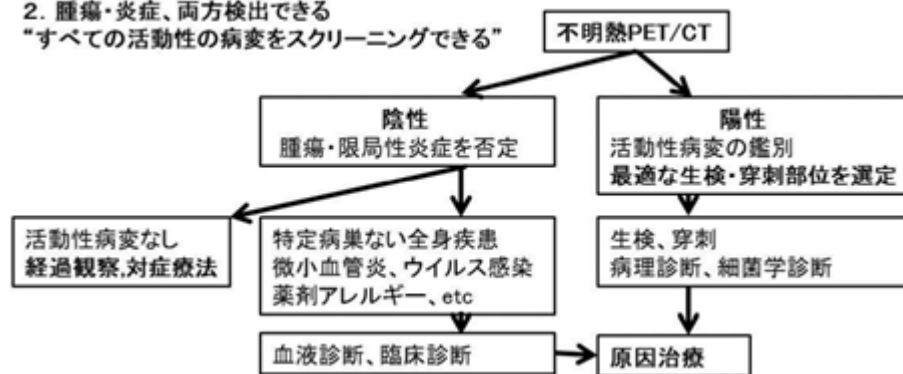 2. 腫瘍・炎症、両方検出できる
“すべての活動性の病変をスクリーニングできる”
不明熱PET/CT
陰性
腫瘍・限局性炎症を否定
陽性
活動性病変の鑑別
最適な生検・穿刺部位を選定
活動性病変なし
経過観察,対症療法
特定病巣ない全身疾患
微小血管炎、ウイルス感染
薬剤アレルギー、etc
生検、穿刺
病理診断、細菌学診断
血液診断、臨床診断
原因治療